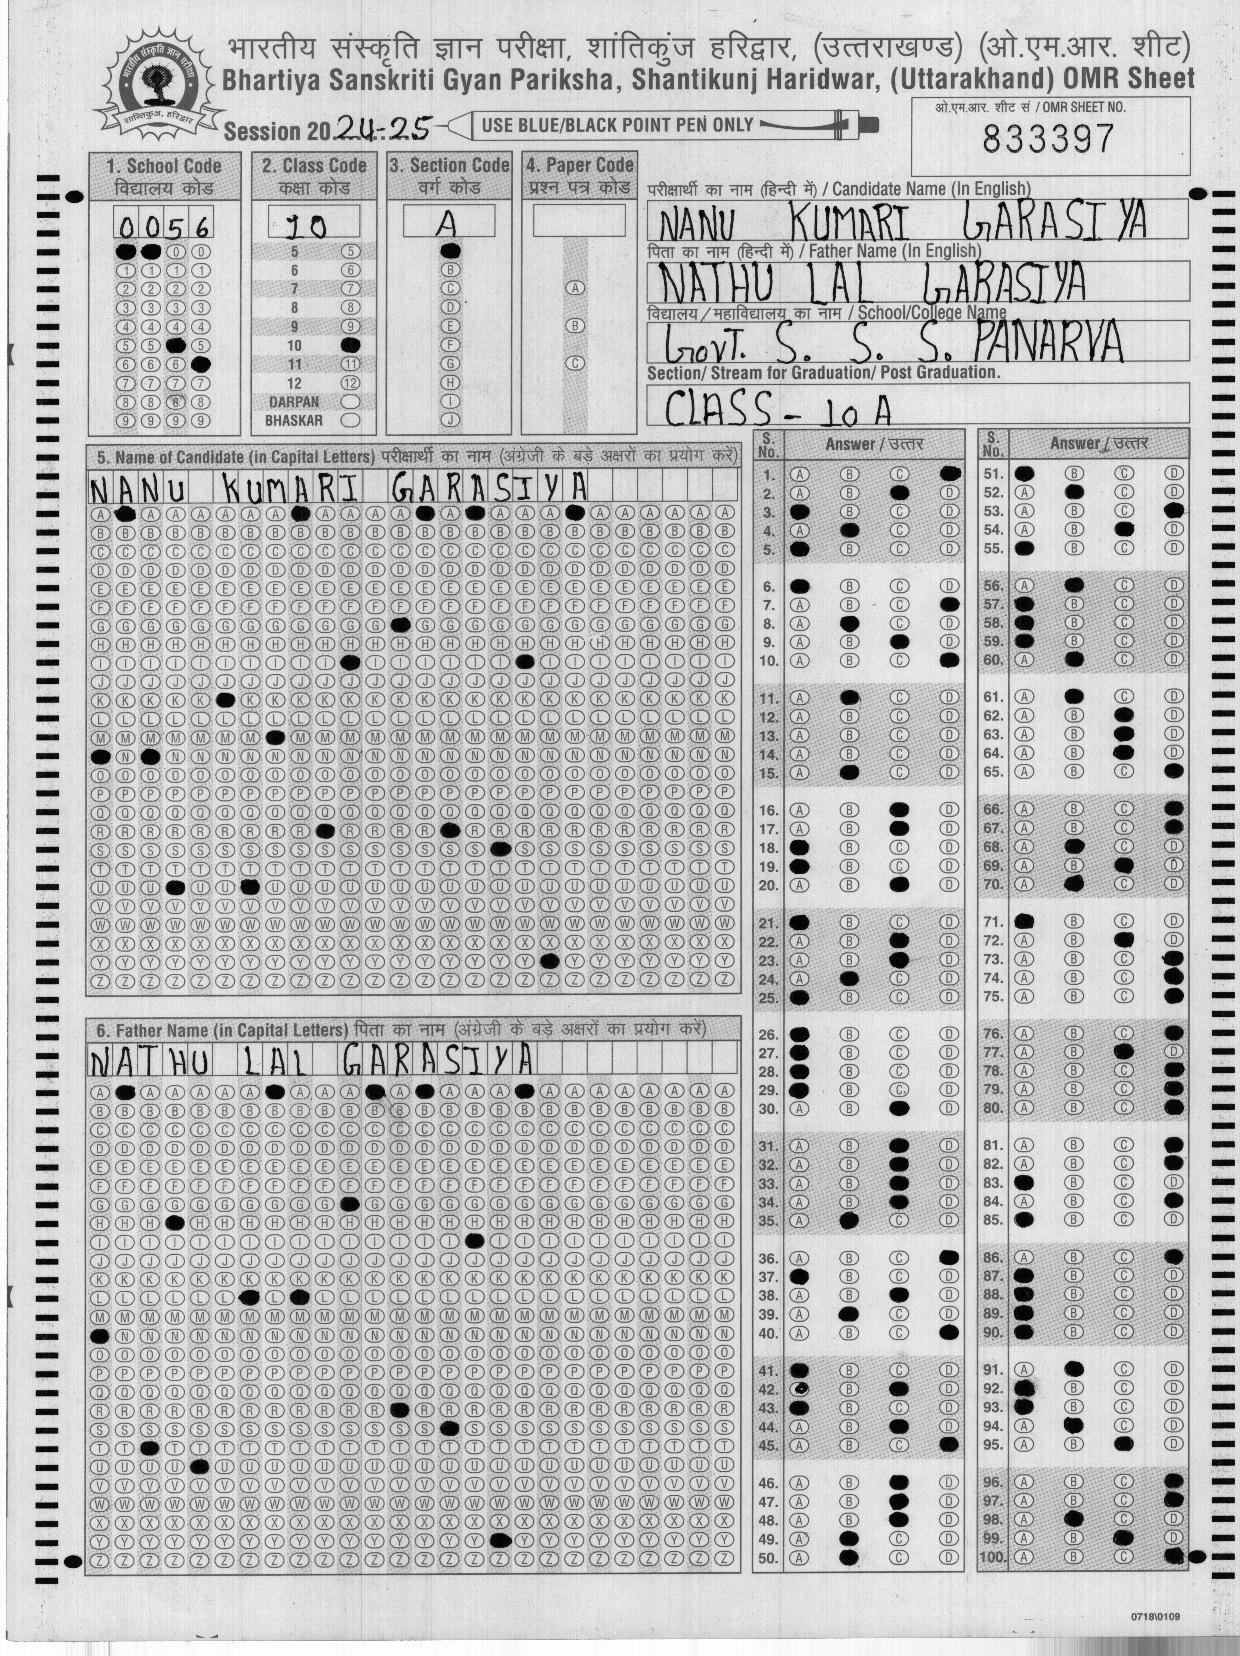 भारतीय संस्कृति ज्ञान परीक्षा, शांतिकुंज हरिद्वार, (उत्तराखण्ड) (ओ.एम.आर. शीट)
Bhartiya Sanskriti Gyan Pariksha, Shantikunj Haridwar, (Uttarakhand) OMR Sheet
Session 2024-25
USE BLUE/BLACK POINT PEN ONLY
ओ.एम.आर. शीट सं / OMR SHEET NO.
833397
1. School Code
विद्यालय कोड
0056
2. Class Code
कक्षा कोड
10
5
6
7
8
9
10
11
12
DARPAN
BHASKAR
3. Section Code
वर्ग कोड
A
4. Paper Code
प्रश्न पत्र कोड
A
B
C
परीक्षार्थी का नाम (हिन्दी में) / Candidate Name (In English)
NANU KUMARI GARASIYA
पिता का नाम (हिन्दी में) / Father Name (In English)
NATHU LAL GARASIYA
विद्यालय / महाविद्यालय का नाम / School/College Name
Govt. S. S. S. PANARVA
Section/ Stream for Graduation/ Post Graduation.
CLASS - 10 A
5. Name of Candidate (in Capital Letters) परीक्षार्थी का नाम (अंग्रेजी के बड़े अक्षरों का प्रयोग करें)
NANU KUMARI GARASIYA
6. Father Name (in Capital Letters) पिता का नाम (अंग्रेजी के बड़े अक्षरों का प्रयोग करें)
NATHU LAL GARASIYA
S. No. Answer / उत्तर
S. No. Answer / उत्तर
0718\0109